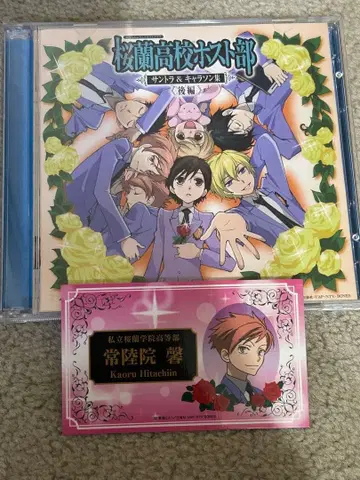 桜蘭高校ホスト部
サントラ & キャラソン集
〈後編〉
私立桜蘭学院高等部
常陸院 馨
Kaoru Hitachiin